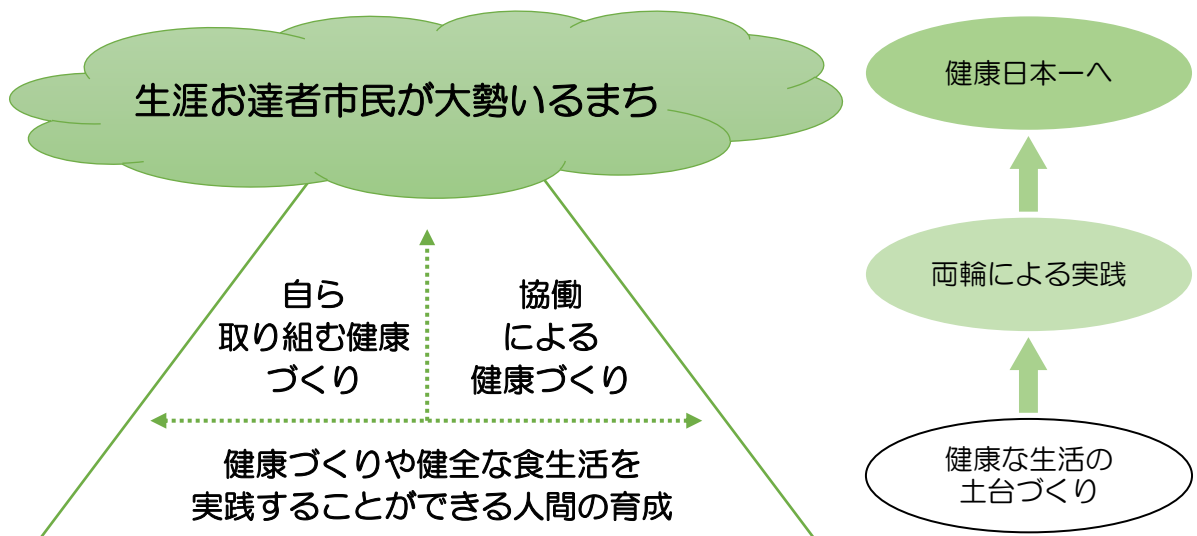 生涯お達者市民が大勢いるまち
自ら
取り組む健康
づくり
協働
による
健康づくり
健康づくりや健全な食生活を
実践することができる人間の育成
健康日本一へ
両輪による実践
健康な生活の
土台づくり